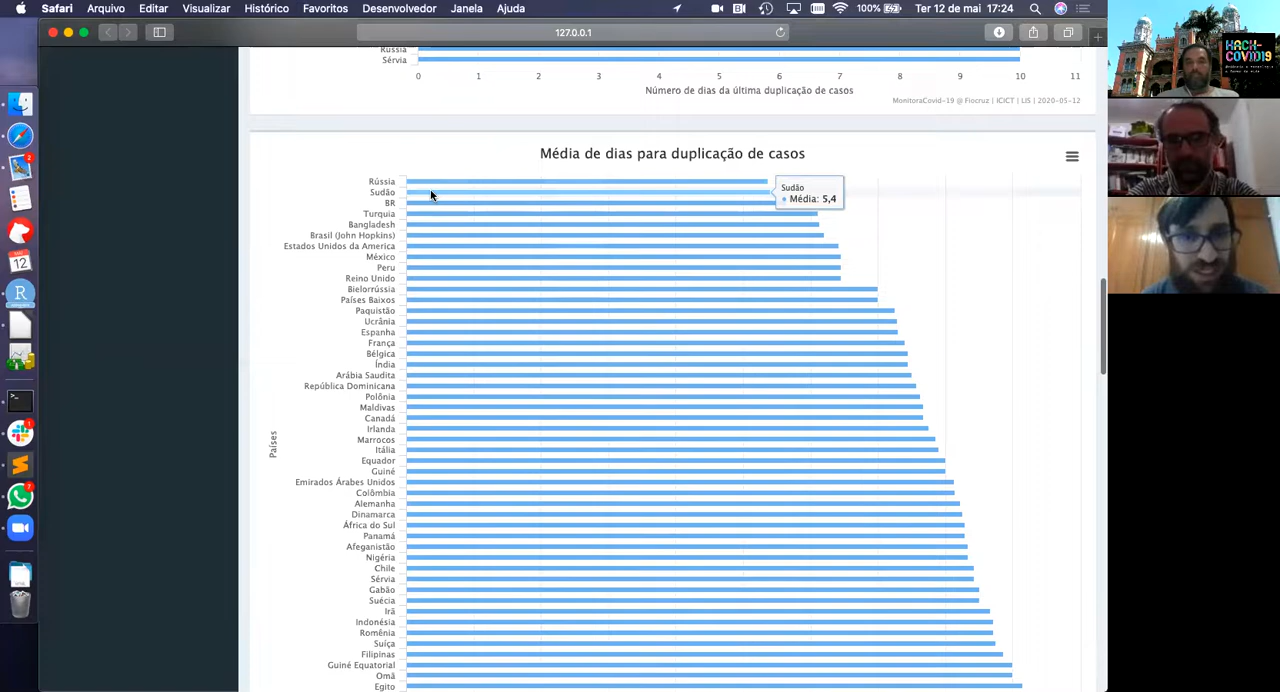 Safari Arquivo Editar Visualizar Histórico Favoritos Desenvolvedor Janela Ajuda 100% Ter 12 de mai 17:24
127.0.0.1
HACK-
COVID19
Rússia
Sérvia
0 1 2 3 4 5 6 7 8 9 10 11
Número de dias da última duplicação de casos
MonitoraCovid-19 @ Fiocruz | ICICT | LIS | 2020-05-12
Média de dias para duplicação de casos
Rússia
Sudão
BR
Turquia
Bangladesh
Brasil (John Hopkins)
Estados Unidos da America
México
Peru
Reino Unido
Bielorrússia
Países Baixos
Paquistão
Ucrânia
Espanha
França
Bélgica
Índia
Arábia Saudita
República Dominicana
Polônia
Maldivas
Canadá
Irlanda
Marrocos
Itália
Equador
Guiné
Emirados Árabes Unidos
Colômbia
Alemanha
Dinamarca
África do Sul
Panamá
Afeganistão
Nigéria
Chile
Sérvia
Gabão
Suécia
Irã
Indonésia
Romênia
Suíça
Filipinas
Guiné Equatorial
Omã
Egito
Países
Sudão
Média: 5,4